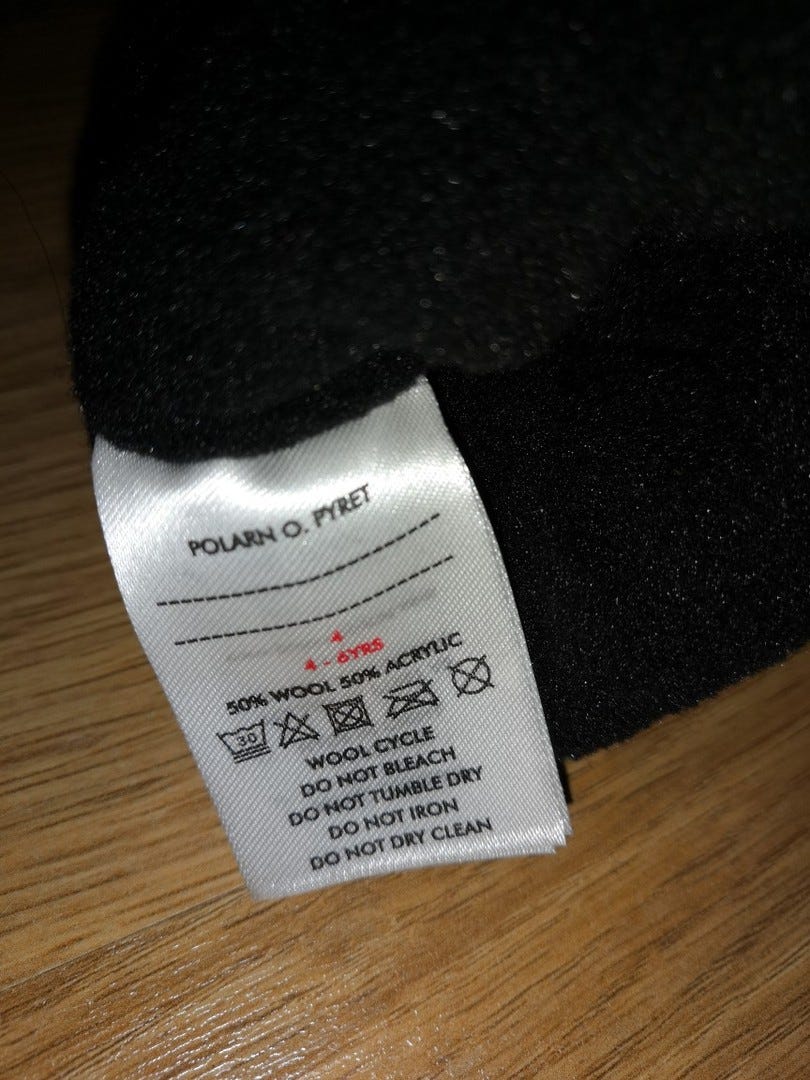 POLARN O. PYRET
4
4 - 6YRS
50% WOOL 50% ACRYLIC
30
WOOL CYCLE
DO NOT BLEACH
DO NOT TUMBLE DRY
DO NOT IRON
DO NOT DRY CLEAN